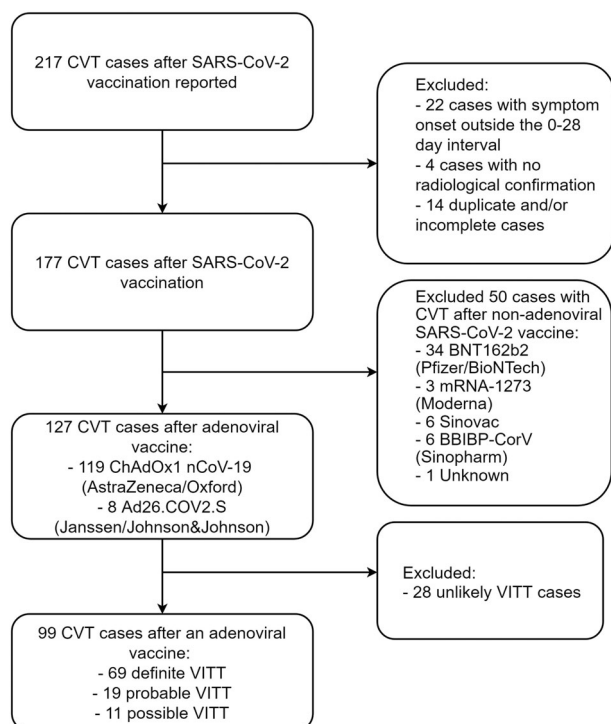 217 CVT cases after SARS-CoV-2
vaccination reported
Excluded:
- 22 cases with symptom
onset outside the 0-28
day interval
- 4 cases with no
radiological confirmation
- 14 duplicate and/or
incomplete cases
177 CVT cases after SARS-CoV-2
vaccination
Excluded 50 cases with
CVT after non-adenoviral
SARS-CoV-2 vaccine:
- 34 BNT162b2
(Pfizer/BioNTech)
- 3 mRNA-1273
(Moderna)
- 6 Sinovac
- 6 BBIBP-CorV
(Sinopharm)
- 1 Unknown
127 CVT cases after adenoviral
vaccine:
- 119 ChAdOx1 nCoV-19
(AstraZeneca/Oxford)
- 8 Ad26.COV2.S
(Janssen/Johnson&Johnson)
Excluded:
- 28 unlikely VITT cases
99 CVT cases after an adenoviral
vaccine:
- 69 definite VITT
- 19 probable VITT
- 11 possible VITT